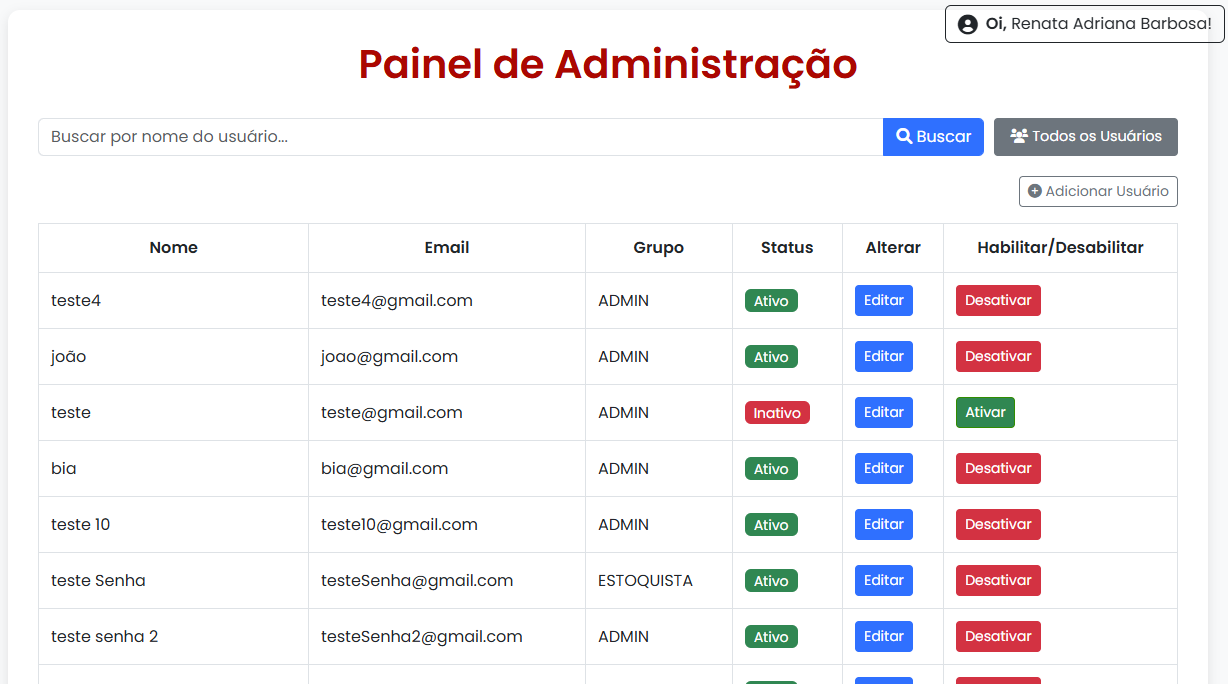 Oi, Renata Adriana Barbosa!
Painel de Administração
Buscar por nome do usuário... Buscar Todos os Usuários
Adicionar Usuário
Nome Email Grupo Status Alterar Habilitar/Desabilitar
teste4 teste4@gmail.com ADMIN Ativo Editar Desativar
joão joao@gmail.com ADMIN Ativo Editar Desativar
teste teste@gmail.com ADMIN Inativo Editar Ativar
bia bia@gmail.com ADMIN Ativo Editar Desativar
teste 10 teste10@gmail.com ADMIN Ativo Editar Desativar
teste Senha testeSenha@gmail.com ESTOQUISTA Ativo Editar Desativar
teste senha 2 testeSenha2@gmail.com ADMIN Ativo Editar Desativar